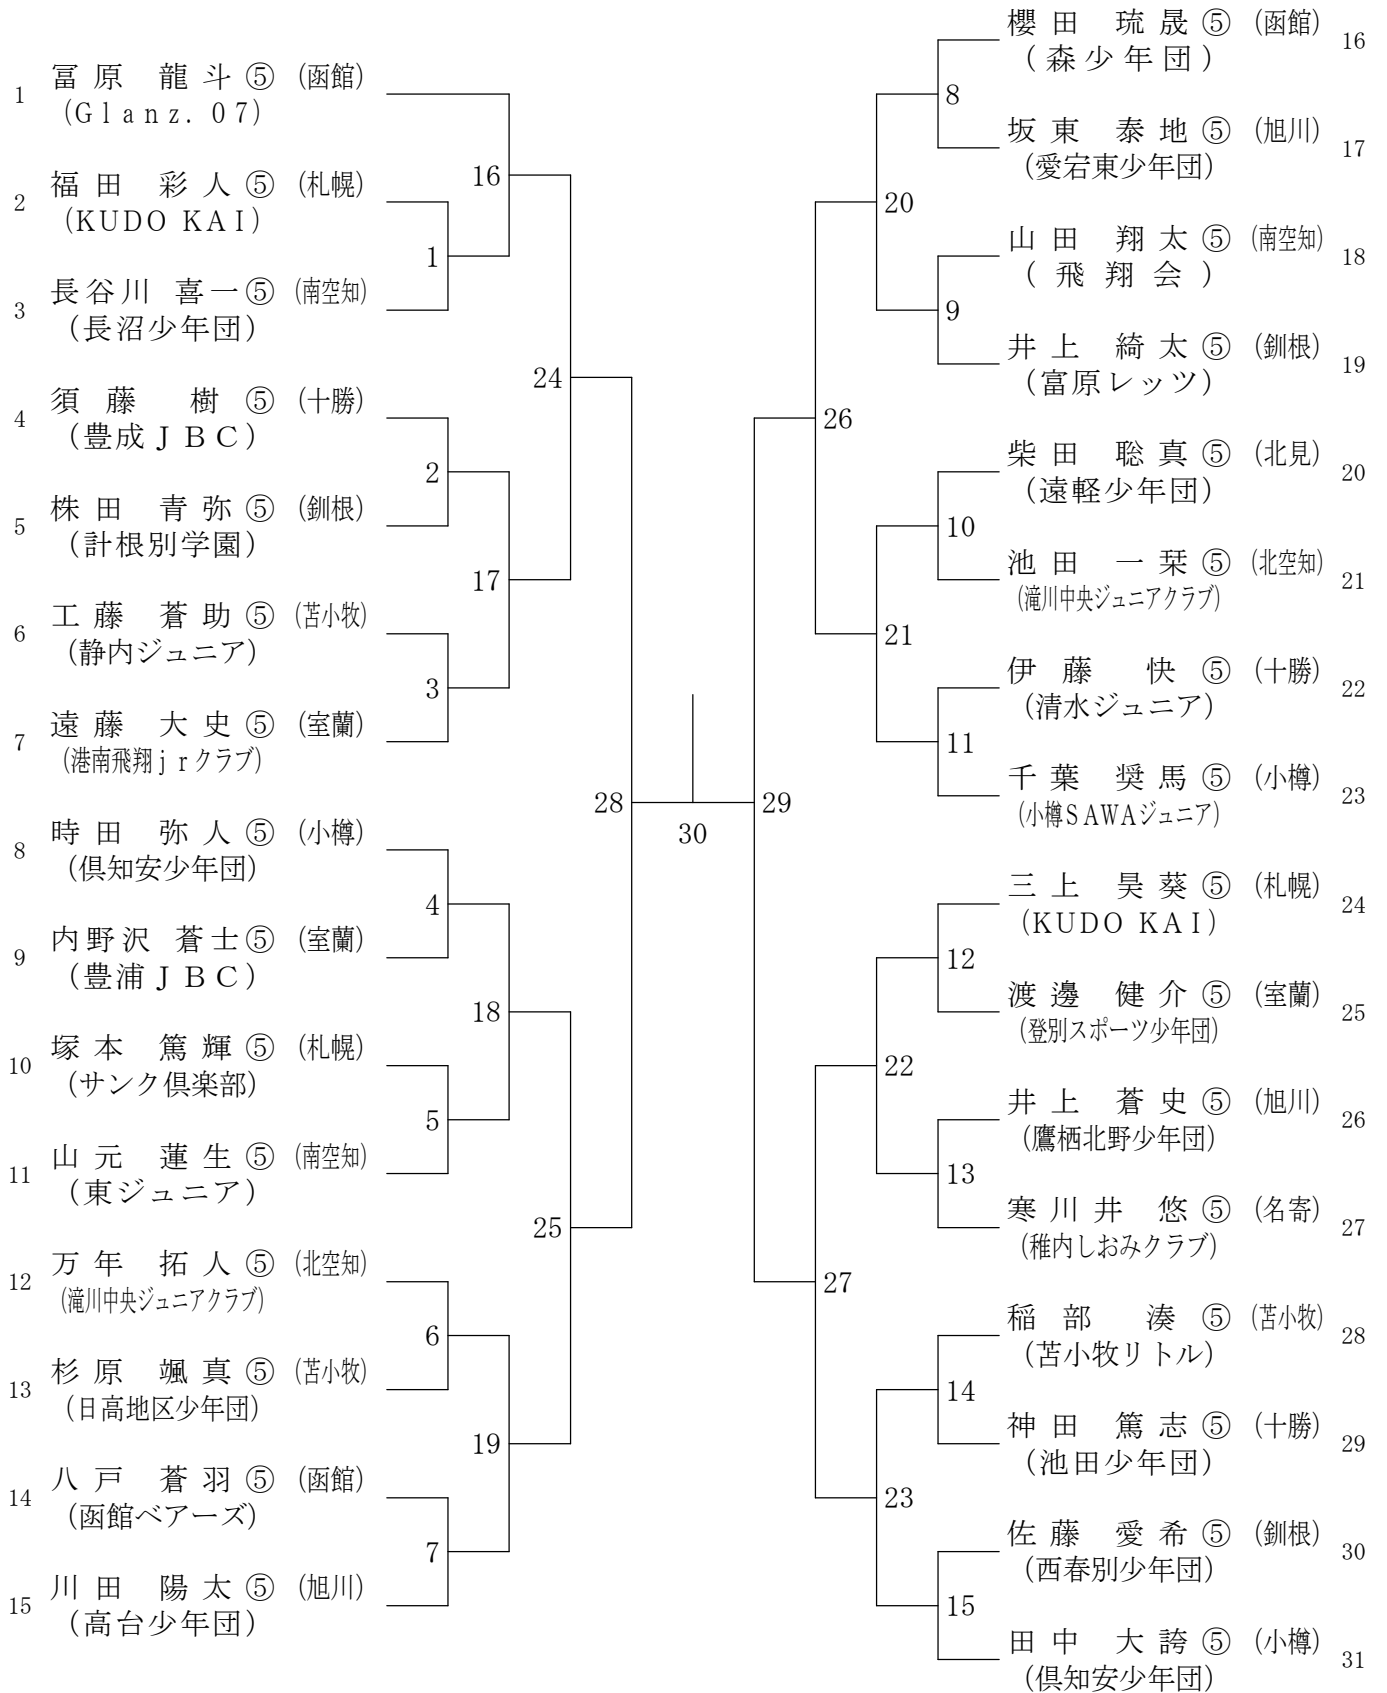 1 冨原 龍斗 ⑤ (函館)
(Glanz.07)
2 福田 彩人 ⑤ (札幌)
(KUDO KAI)
3 長谷川 喜一 ⑤ (南空知)
(長沼少年団)
4 須藤 樹 ⑤ (十勝)
(豊成JBC)
5 株田 青弥 ⑤ (釧根)
(計根別学園)
6 工藤 蒼助 ⑤ (苫小牧)
(静内ジュニア)
7 遠藤 大史 ⑤ (室蘭)
(港南飛翔jrクラブ)
8 時田 弥人 ⑤ (小樽)
(倶知安少年団)
9 内野沢 蒼士 ⑤ (室蘭)
(豊浦JBC)
10 塚本 篤輝 ⑤ (札幌)
(サンク倶楽部)
11 山元 蓮生 ⑤ (南空知)
(東ジュニア)
12 万年 拓人 ⑤ (北空知)
(滝川中央ジュニアクラブ)
13 杉原 颯真 ⑤ (苫小牧)
(日高地区少年団)
14 八戸 蒼羽 ⑤ (函館)
(函館ベアーズ)
15 川田 陽太 ⑤ (旭川)
(高台少年団)
1
2
3
4
5
6
7
16
17
18
19
24
25
28
30
29
26
27
20
21
22
23
8
9
10
11
12
13
14
15
櫻田 琉晟 ⑤ (函館) 16
(森少年団)
坂東 泰地 ⑤ (旭川) 17
(愛宕東少年団)
山田 翔太 ⑤ (南空知) 18
(飛翔会)
井上 綺太 ⑤ (釧根) 19
(富原レッツ)
柴田 聡真 ⑤ (北見) 20
(遠軽少年団)
池田 一栞 ⑤ (北空知) 21
(滝川中央ジュニアクラブ)
伊藤 快 ⑤ (十勝) 22
(清水ジュニア)
千葉 奨馬 ⑤ (小樽) 23
(小樽SAWAジュニア)
三上 昊葵 ⑤ (札幌) 24
(KUDO KAI)
渡邊 健介 ⑤ (室蘭) 25
(登別スポーツ少年団)
井上 蒼史 ⑤ (旭川) 26
(鷹栖北野少年団)
寒川井 悠 ⑤ (名寄) 27
(稚内しおみクラブ)
稲部 湊 ⑤ (苫小牧) 28
(苫小牧リトル)
神田 篤志 ⑤ (十勝) 29
(池田少年団)
佐藤 愛希 ⑤ (釧根) 30
(西春別少年団)
田中 大誇 ⑤ (小樽) 31
(倶知安少年団)